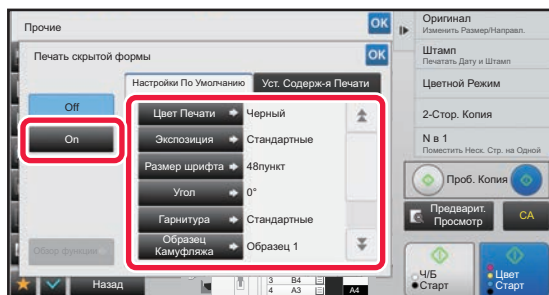 Прочие
OK
Печать скрытой формы
OK
Настройки По Умолчанию
Уст. Содерж-я Печати
Off
On
Цвет Печати
Черный
Экспозиция
Стандартные
Размер шрифта
48пункт
Угол
0°
Гарнитура
Стандартные
Образец
Камуфляжа
Образец 1
Обзор функции
Назад
3 B4
4 A3
A4
Оригинал
Изменить Размер/Направл.
Штамп
Печатать Дату и Штамп
Цветной Режим
2-Стор. Копия
N в 1
Поместить Неск. Стр. на Одной
Проб. Копия
Предварит.
Просмотр
CA
Ч/Б
Старт
Цвет
Старт